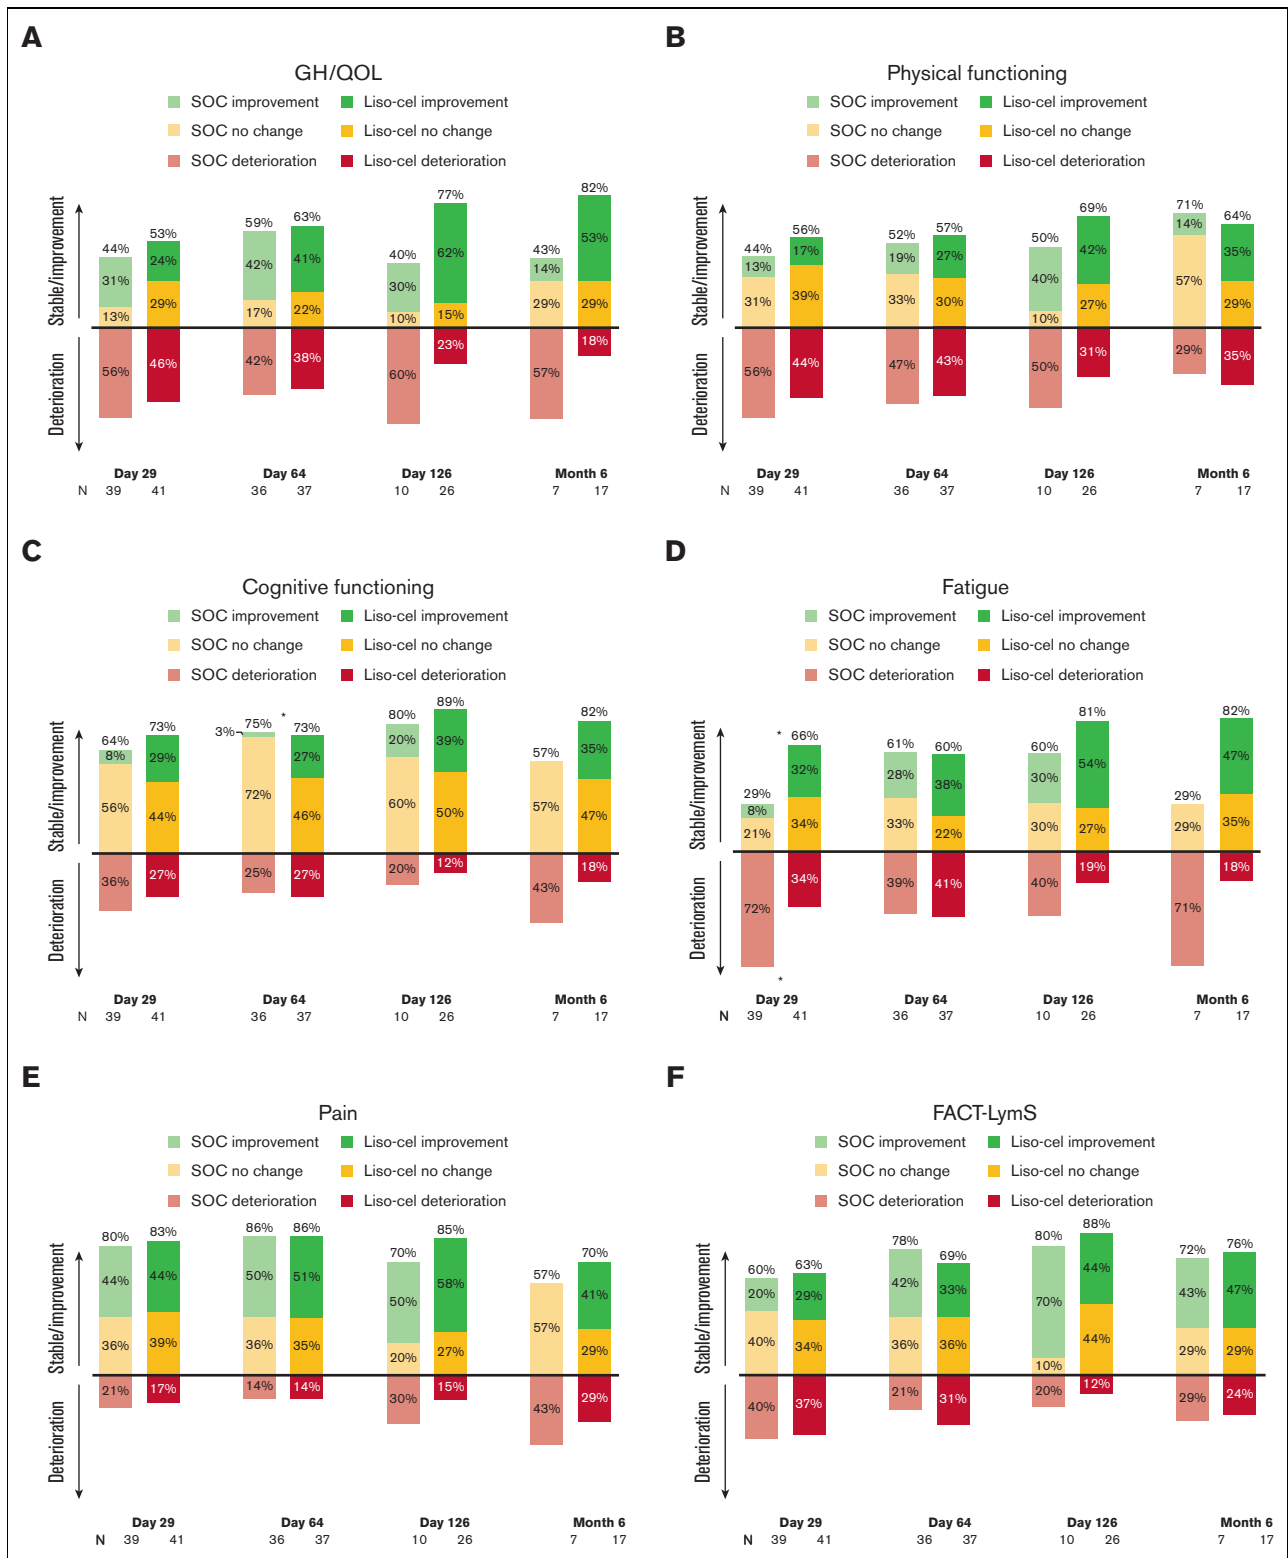 A
GH/QOL
SOC improvement Liso-cel improvement
SOC no change Liso-cel no change
SOC deterioration Liso-cel deterioration
Stable/improvement
Deterioration
44% 53% 59% 63% 40% 77% 43% 82%
31% 24% 42% 41% 30% 62% 14% 53%
13% 29% 17% 22% 10% 15% 29% 29%
56% 46% 42% 38% 60% 23% 57% 18%
Day 29 Day 64 Day 126 Month 6
N 39 41 36 37 10 26 7 17
B
Physical functioning
SOC improvement Liso-cel improvement
SOC no change Liso-cel no change
SOC deterioration Liso-cel deterioration
Stable/improvement
Deterioration
44% 56% 52% 57% 50% 69% 71% 64%
13% 17% 19% 27% 40% 42% 14% 35%
31% 39% 33% 30% 10% 27% 57% 29%
56% 44% 47% 43% 50% 31% 29% 35%
Day 29 Day 64 Day 126 Month 6
N 39 41 36 37 10 26 7 17
C
Cognitive functioning
SOC improvement Liso-cel improvement
SOC no change Liso-cel no change
SOC deterioration Liso-cel deterioration
Stable/improvement
Deterioration
64% 73% 75% * 73% 80% 89% 57% 82%
8% 29% 3% 27% 20% 39% 35%
56% 44% 72% 46% 60% 50% 57% 47%
36% 27% 25% 27% 20% 12% 43% 18%
Day 29 Day 64 Day 126 Month 6
N 39 41 36 37 10 26 7 17
D
Fatigue
SOC improvement Liso-cel improvement
SOC no change Liso-cel no change
SOC deterioration Liso-cel deterioration
Stable/improvement
Deterioration
29% * 66% 61% 60% 60% 81% 29% 82%
8% 32% 28% 38% 30% 54% 47%
21% 34% 33% 22% 30% 27% 29% 35%
72% 34% 39% 41% 40% 19% 71% 18%
*
Day 29 Day 64 Day 126 Month 6
N 39 41 36 37 10 26 7 17
E
Pain
SOC improvement Liso-cel improvement
SOC no change Liso-cel no change
SOC deterioration Liso-cel deterioration
Stable/improvement
Deterioration
80% 83% 86% 86% 70% 85% 57% 70%
44% 44% 50% 51% 50% 58% 41%
36% 39% 36% 35% 20% 27% 57% 29%
21% 17% 14% 14% 30% 15% 43% 29%
Day 29 Day 64 Day 126 Month 6
N 39 41 36 37 10 26 7 17
F
FACT-LymS
SOC improvement Liso-cel improvement
SOC no change Liso-cel no change
SOC deterioration Liso-cel deterioration
Stable/improvement
Deterioration
60% 63% 78% 69% 80% 88% 72% 76%
20% 29% 42% 33% 70% 44% 43% 47%
40% 34% 36% 36% 10% 44% 29% 29%
40% 37% 21% 31% 20% 12% 29% 24%
Day 29 Day 64 Day 126 Month 6
N 39 41 36 37 10 26 7 17